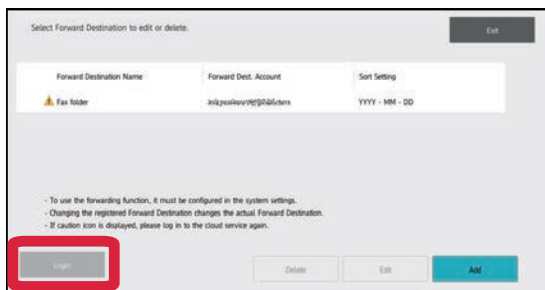 Select Forward Destination to edit or delete.
Exit
Forward Destination Name Forward Dest. Account Sort Setting
Fax folder YYYY - MM - DD
- To use the forwarding function, it must be configured in the system settings.
- Changing the registered Forward Destination changes the actual Forward Destination.
- If caution icon is displayed, please log in to the cloud service again.
Login Delete Edit Add